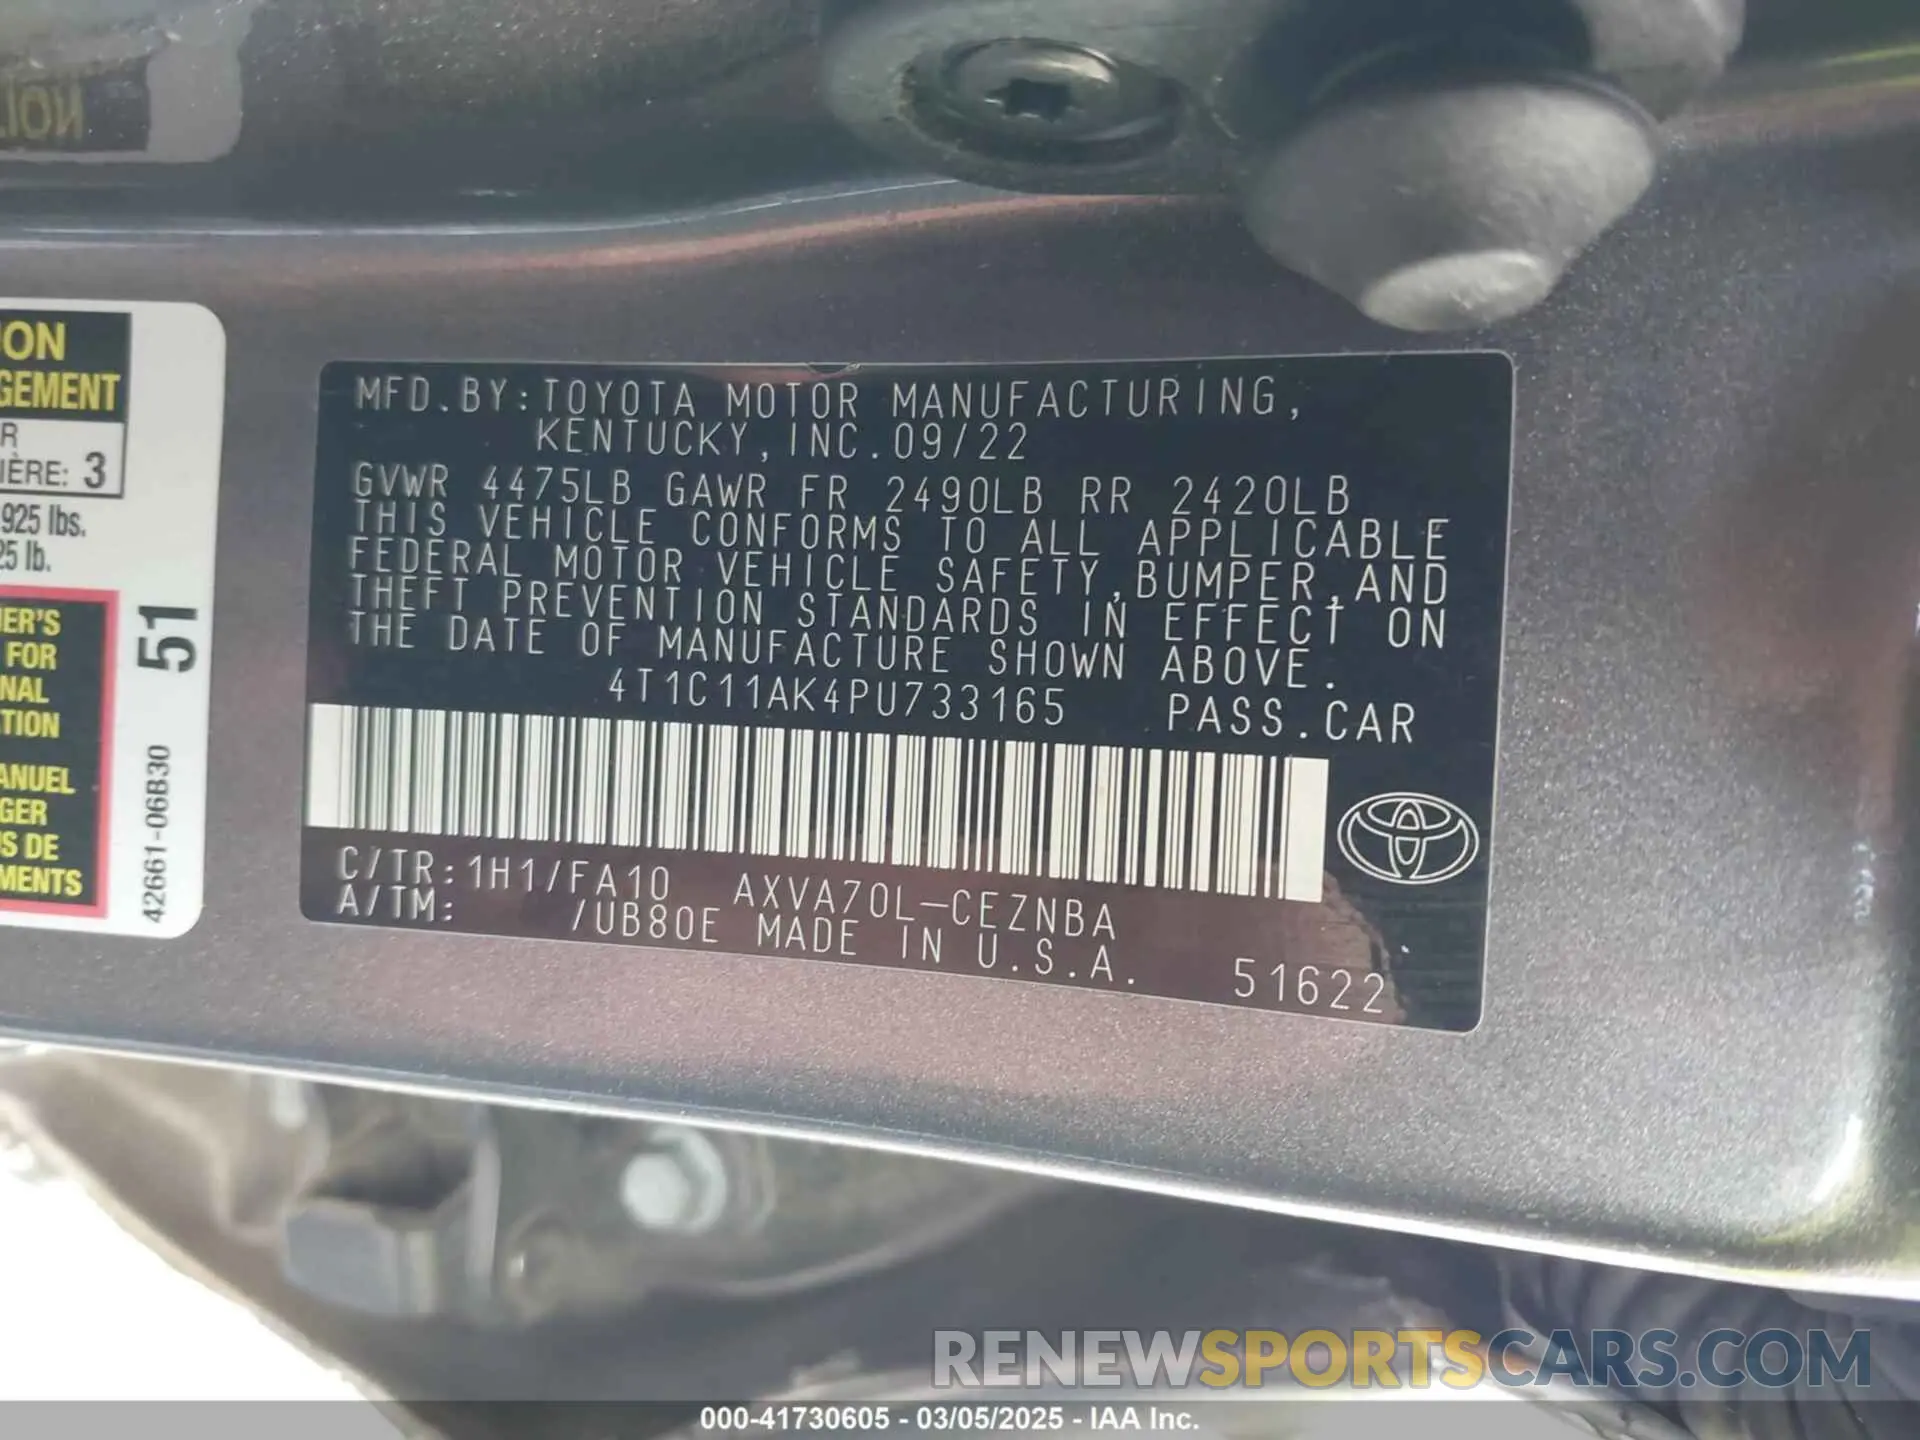 MFD.BY:TOYOTA MOTOR MANUFACTURING,
KENTUCKY,INC.09/22
GVWR 4475LB GAWR FR 2490LB RR 2420LB
THIS VEHICLE CONFORMS TO ALL APPLICABLE
FEDERAL MOTOR VEHICLE SAFETY,BUMPER,AND
THEFT PREVENTION STANDARDS IN EFFECT ON
THE DATE OF MANUFACTURE SHOWN ABOVE.
4T1C11AK4PU733165 PASS.CAR
C/TR:1H1/FA10 AXVA70L-CEZNBA
A/TM: /UB80E MADE IN U.S.A. 51622
ION
GEMENT
R
IÈRE: 3
925 lbs.
25 lb.
NER'S
FOR
NAL
TION
ANUEL
GER
US DE
MENTS
51
42661-06B30
RENEWSPORTSCARS.COM
000-41730605 - 03/05/2025 - IAA Inc.